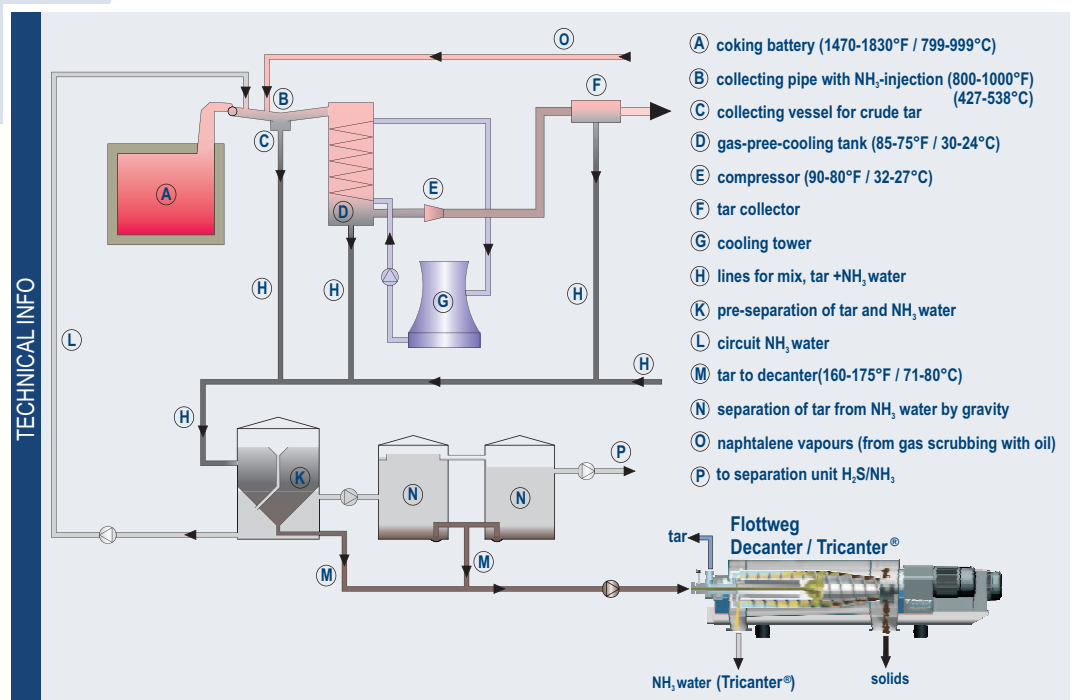 TECHNICAL INFO
O
B
C
A
D
E
F
G
H
H
H
H
H
L
K
N
N
P
M
M
A coking battery (1470-1830°F / 799-999°C)
B collecting pipe with NH₃-injection (800-1000°F)
(427-538°C)
C collecting vessel for crude tar
D gas-pree-cooling tank (85-75°F / 30-24°C)
E compressor (90-80°F / 32-27°C)
F tar collector
G cooling tower
H lines for mix, tar +NH₃ water
K pre-separation of tar and NH₃ water
L circuit NH₃ water
M tar to decanter(160-175°F / 71-80°C)
N separation of tar from NH₃ water by gravity
O naphtalene vapours (from gas scrubbing with oil)
P to separation unit H₂S/NH₃
Flottweg
Decanter / Tricanter®
tar
NH₃ water (Tricanter®)
solids